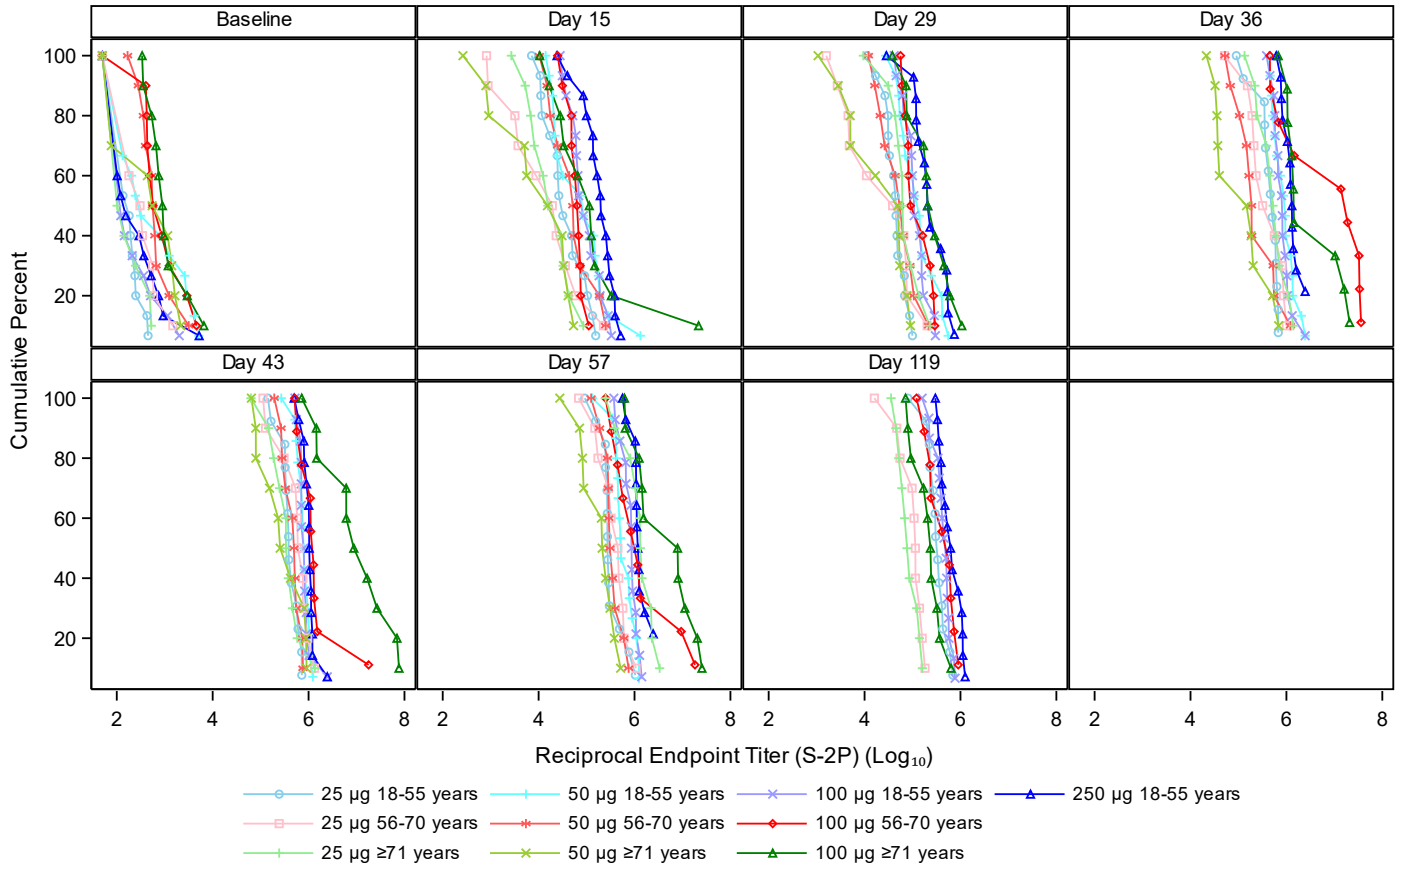 Baseline Day 15 Day 29 Day 36
100
80
60
40
20
Day 43 Day 57 Day 119
100
80
60
40
20
Cumulative Percent
2 4 6 8 2 4 6 8 2 4 6 8 2 4 6 8
Reciprocal Endpoint Titer (S-2P) (Log₁₀)
25 µg 18-55 years 50 µg 18-55 years 100 µg 18-55 years 250 µg 18-55 years
25 µg 56-70 years 50 µg 56-70 years 100 µg 56-70 years
25 µg ≥71 years 50 µg ≥71 years 100 µg ≥71 years